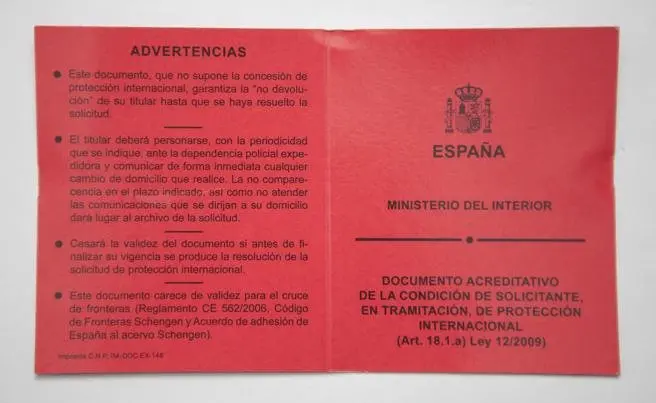 ADVERTENCIAS
● Este documento, que no supone la concesión de
protección internacional, garantiza la "no devolu-
ción" de su titular hasta que se haya resuelto la
solicitud.
● El titular deberá personarse, con la periodicidad
que se indique, ante la dependencia policial expe-
didora y comunicar de forma inmediata cualquier
cambio de domicilio que realice. La no compare-
cencia en el plazo indicado, así como no atender
las comunicaciones que se dirijan a su domicilio
dará lugar al archivo de la solicitud.
● Cesará la validez del documento si antes de fi-
nalizar su vigencia se produce la resolución de la
solicitud de protección internacional.
● Este documento carece de validez para el cruce
de fronteras (Reglamento CE 562/2006, Código
de Fronteras Schengen y Acuerdo de adhesión de
España al acervo Schengen).
Imprenta C.N.P. IM-DOC.EX-148
ESPAÑA
MINISTERIO DEL INTERIOR
DOCUMENTO ACREDITATIVO
DE LA CONDICIÓN DE SOLICITANTE,
EN TRAMITACIÓN, DE PROTECCIÓN
INTERNACIONAL
(Art. 18.1.a) Ley 12/2009)